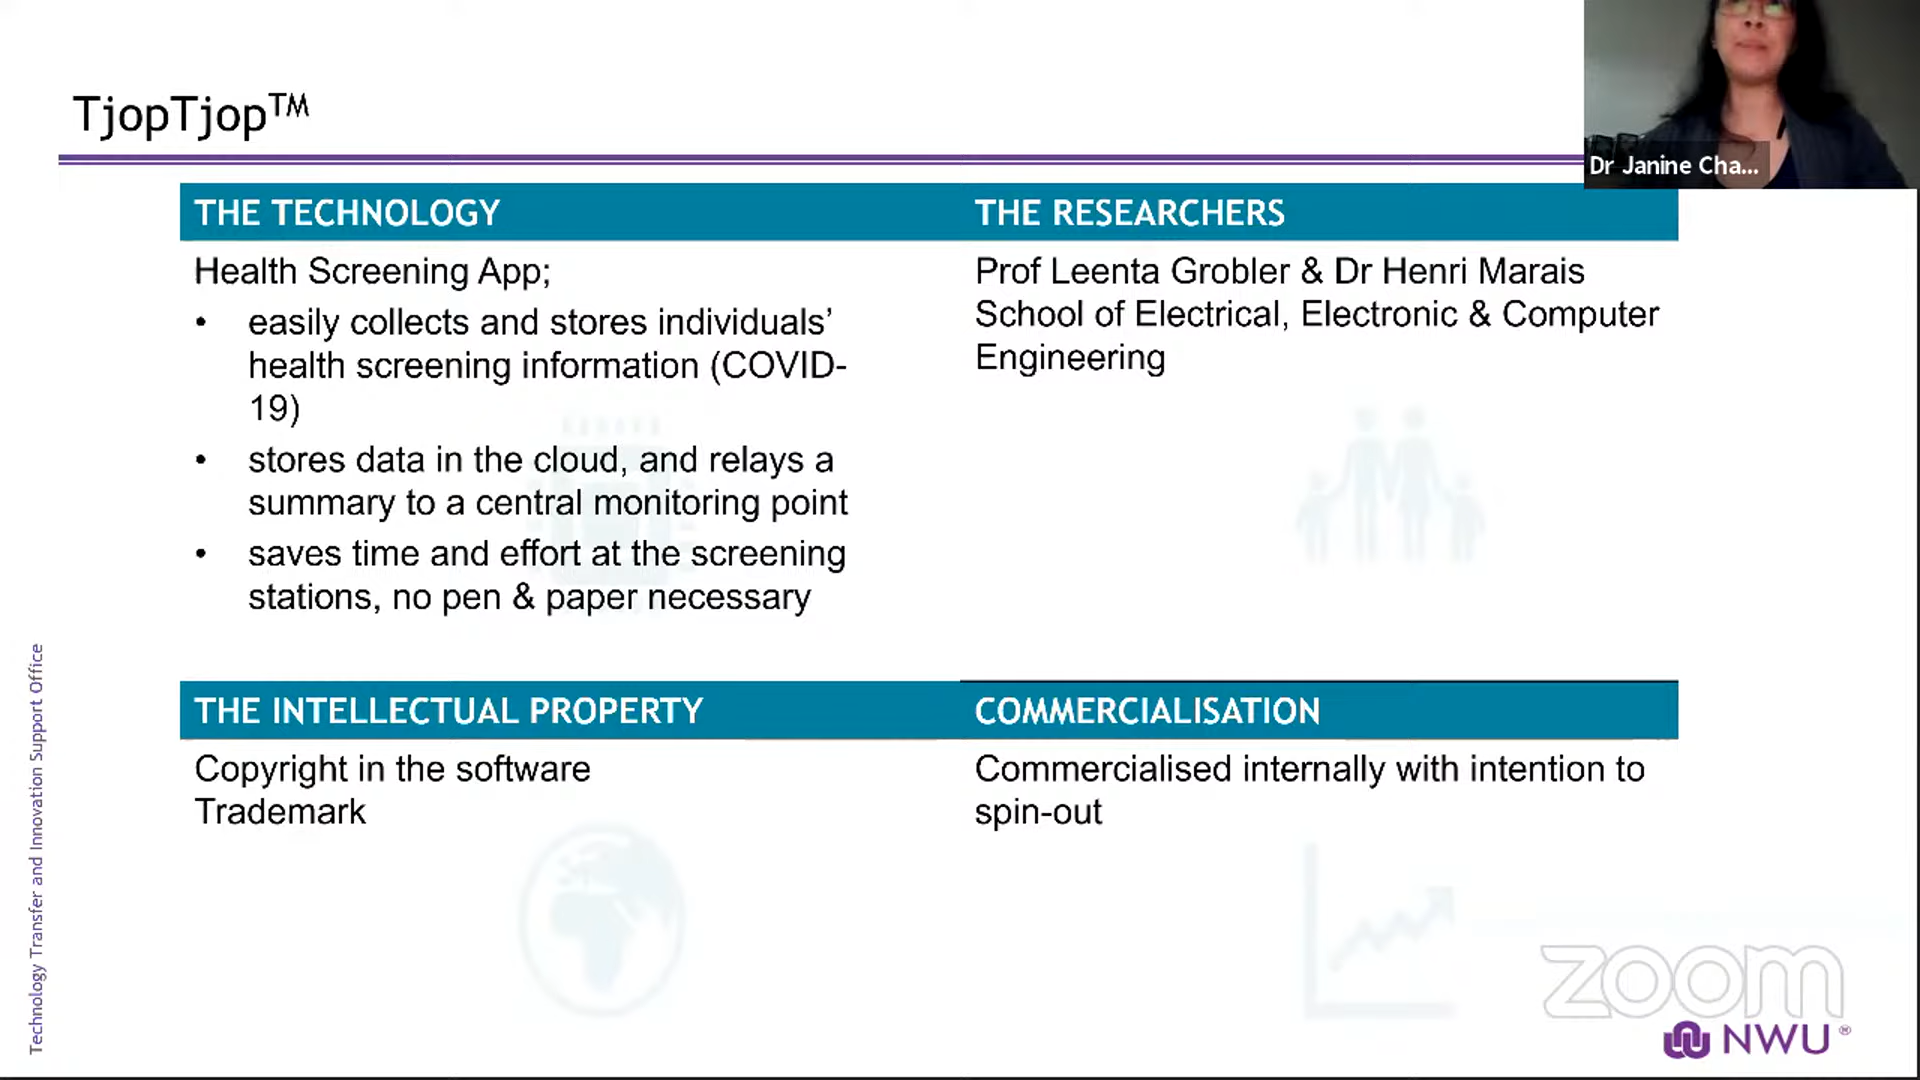 TjopTjop™
Dr Janine Cha...
THE TECHNOLOGY
Health Screening App;
• easily collects and stores individuals’
health screening information (COVID-
19)
• stores data in the cloud, and relays a
summary to a central monitoring point
• saves time and effort at the screening
stations, no pen & paper necessary
THE RESEARCHERS
Prof Leenta Grobler & Dr Henri Marais
School of Electrical, Electronic & Computer
Engineering
THE INTELLECTUAL PROPERTY
Copyright in the software
Trademark
COMMERCIALISATION
Commercialised internally with intention to
spin-out
Technology Transfer and Innovation Support Office
zoom
NWU®